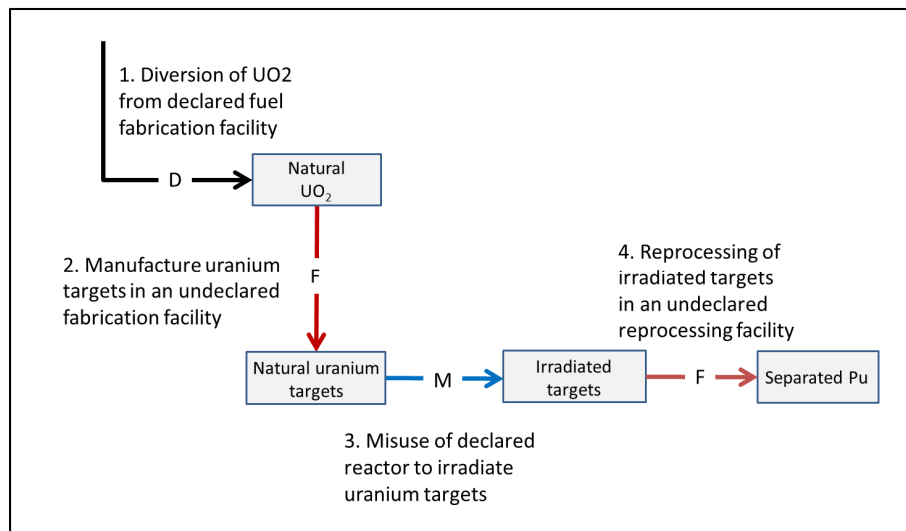 1. Diversion of UO2
from declared fuel
fabrication facility
D
Natural
UO₂
2. Manufacture uranium
targets in an undeclared
fabrication facility
F
4. Reprocessing of
irradiated targets
in an undeclared
reprocessing facility
Natural uranium
targets
M
Irradiated
targets
F
Separated Pu
3. Misuse of declared
reactor to irradiate
uranium targets